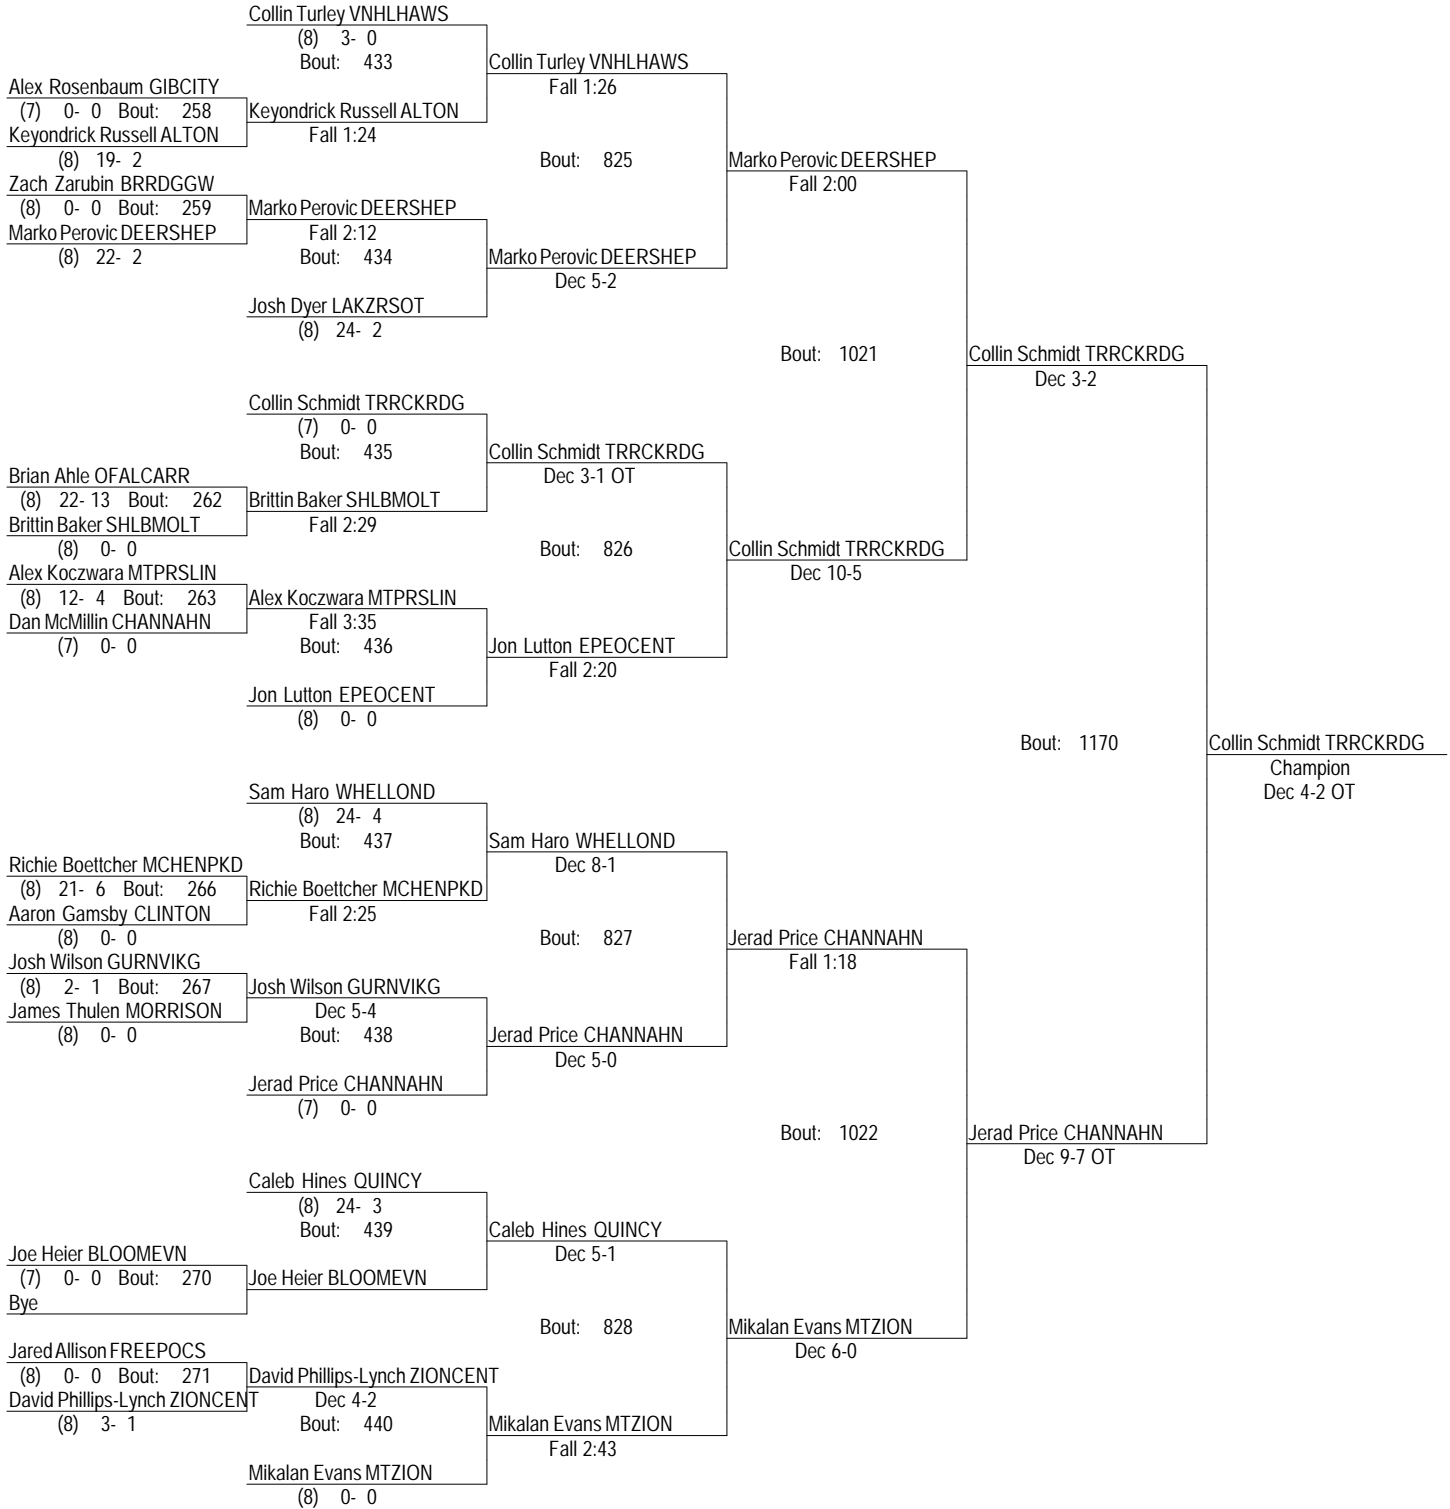 Collin Turley VNHLHAWS
(8) 3- 0
Bout: 433
Collin Turley VNHLHAWS
Fall 1:26
Alex Rosenbaum GIBCITY
(7) 0- 0 Bout: 258
Keyondrick Russell ALTON
Keyondrick Russell ALTON
Fall 1:24
(8) 19- 2
Bout: 825
Marko Perovic DEERSHEP
Fall 2:00
Zach Zarubin BRRDGGW
(8) 0- 0 Bout: 259
Marko Perovic DEERSHEP
Marko Perovic DEERSHEP
Fall 2:12
(8) 22- 2
Bout: 434
Marko Perovic DEERSHEP
Dec 5-2
Josh Dyer LAKZRSOT
(8) 24- 2
Bout: 1021
Collin Schmidt TRRCKRDG
Dec 3-2
Collin Schmidt TRRCKRDG
(7) 0- 0
Bout: 435
Collin Schmidt TRRCKRDG
Dec 3-1 OT
Brian Ahle OFALCARR
(8) 22- 13 Bout: 262
Brittin Baker SHLBMOLT
Brittin Baker SHLBMOLT
Fall 2:29
(8) 0- 0
Bout: 826
Collin Schmidt TRRCKRDG
Dec 10-5
Alex Koczwara MTPRSLIN
(8) 12- 4 Bout: 263
Alex Koczwara MTPRSLIN
Dan McMillin CHANNAHN
Fall 3:35
(7) 0- 0
Bout: 436
Jon Lutton EPEOCENT
Fall 2:20
Jon Lutton EPEOCENT
(8) 0- 0
Bout: 1170
Collin Schmidt TRRCKRDG
Champion
Dec 4-2 OT
Sam Haro WHELLOND
(8) 24- 4
Bout: 437
Sam Haro WHELLOND
Dec 8-1
Richie Boettcher MCHENPKD
(8) 21- 6 Bout: 266
Richie Boettcher MCHENPKD
Aaron Gamsby CLINTON
Fall 2:25
(8) 0- 0
Bout: 827
Jerad Price CHANNAHN
Fall 1:18
Josh Wilson GURNVIKG
(8) 2- 1 Bout: 267
Josh Wilson GURNVIKG
James Thulen MORRISON
Dec 5-4
(8) 0- 0
Bout: 438
Jerad Price CHANNAHN
Dec 5-0
Jerad Price CHANNAHN
(7) 0- 0
Bout: 1022
Jerad Price CHANNAHN
Dec 9-7 OT
Caleb Hines QUINCY
(8) 24- 3
Bout: 439
Caleb Hines QUINCY
Dec 5-1
Joe Heier BLOOMEVN
(7) 0- 0 Bout: 270
Joe Heier BLOOMEVN
Bye
Bout: 828
Mikalan Evans MTZION
Dec 6-0
Jared Allison FREEPOCS
(8) 0- 0 Bout: 271
David Phillips-Lynch ZIONCENT
David Phillips-Lynch ZIONCENT
Dec 4-2
(8) 3- 1
Bout: 440
Mikalan Evans MTZION
Fall 2:43
Mikalan Evans MTZION
(8) 0- 0